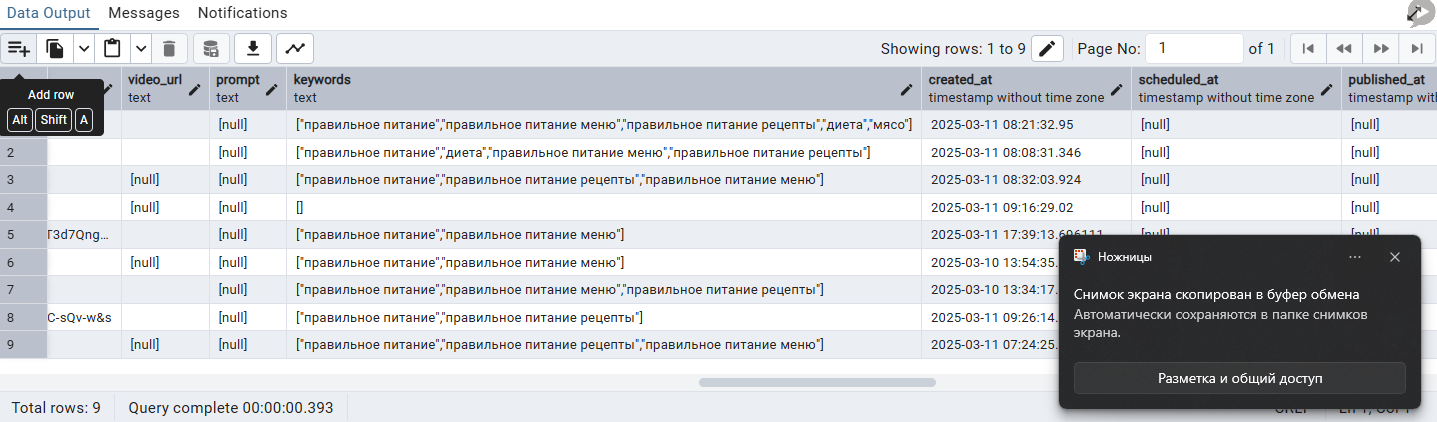 Data Output Messages Notifications
Showing rows: 1 to 9 Page No: 1 of 1
video_url prompt keywords created_at scheduled_at published_at
text text text timestamp without time zone timestamp without time zone
Add row
Alt Shift A
[null] ["правильное питание","правильное питание меню","правильное питание рецепты","диета","мясо"] 2025-03-11 08:21:32.95 [null] [null]
2 [null] ["правильное питание","диета","правильное питание меню","правильное питание рецепты"] 2025-03-11 08:08:31.346 [null] [null]
3 [null] [null] ["правильное питание","правильное питание рецепты","правильное питание меню"] 2025-03-11 08:32:03.924 [null] [null]
4 [null] [null] [] 2025-03-11 09:16:29.02 [null] [null]
5 T3d7Qng... [null] ["правильное питание","правильное питание меню"] 2025-03-11 17:39:13.696111 [null] [null]
6 [null] [null] ["правильное питание","правильное питание меню"] 2025-03-10 13:54:35.
7 [null] ["правильное питание","правильное питание меню","правильное питание рецепты"] 2025-03-10 13:34:17.
8 C-sQv-w&s [null] ["правильное питание","правильное питание рецепты"] 2025-03-11 09:26:14.
9 [null] [null] ["правильное питание","правильное питание рецепты","правильное питание меню"] 2025-03-11 07:24:25.
Ножницы
Снимок экрана скопирован в буфер обмена
Автоматически сохраняются в папке снимков
экрана.
Разметка и общий доступ
Total rows: 9 Query complete 00:00:00.393